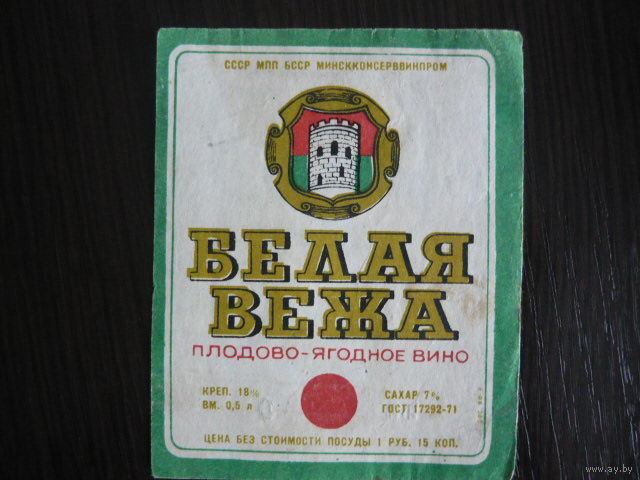 СССР МПП БССР МИНСККОНСЕРВВИНПРОМ
БЕЛАЯ
ВЕЖА
ПЛОДОВО-ЯГОДНОЕ ВИНО
КРЕП. 18%
ВМ. 0,5 л
САХАР 7%
ГОСТ 17292-71
ЦЕНА БЕЗ СТОИМОСТИ ПОСУДЫ 1 РУБ. 15 КОП.
www.ay.by